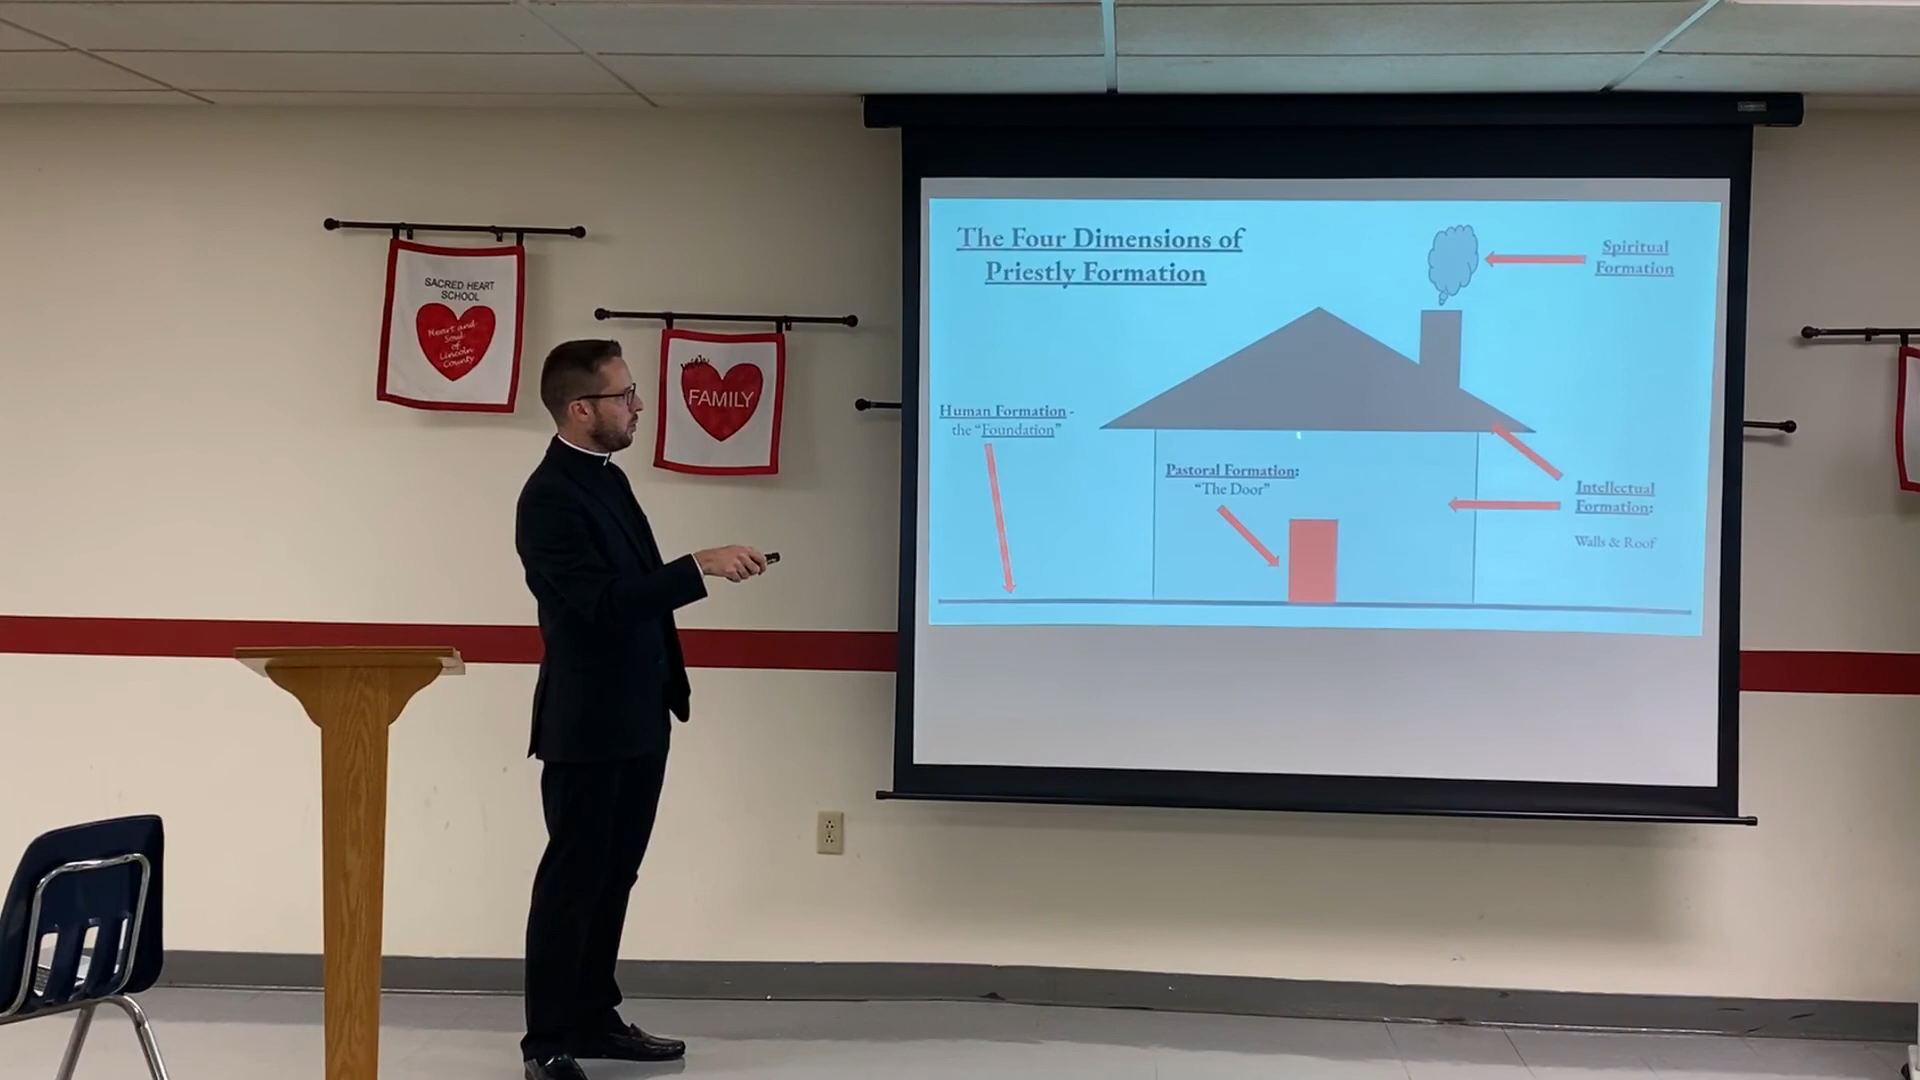 SACRED HEART
SCHOOL
Heart and
Soul
of
Lincoln
County
FAMILY
The Four Dimensions of
Priestly Formation
Spiritual
Formation
Human Formation -
the “Foundation”
Pastoral Formation:
“The Door”
Intellectual
Formation:
Walls & Roof